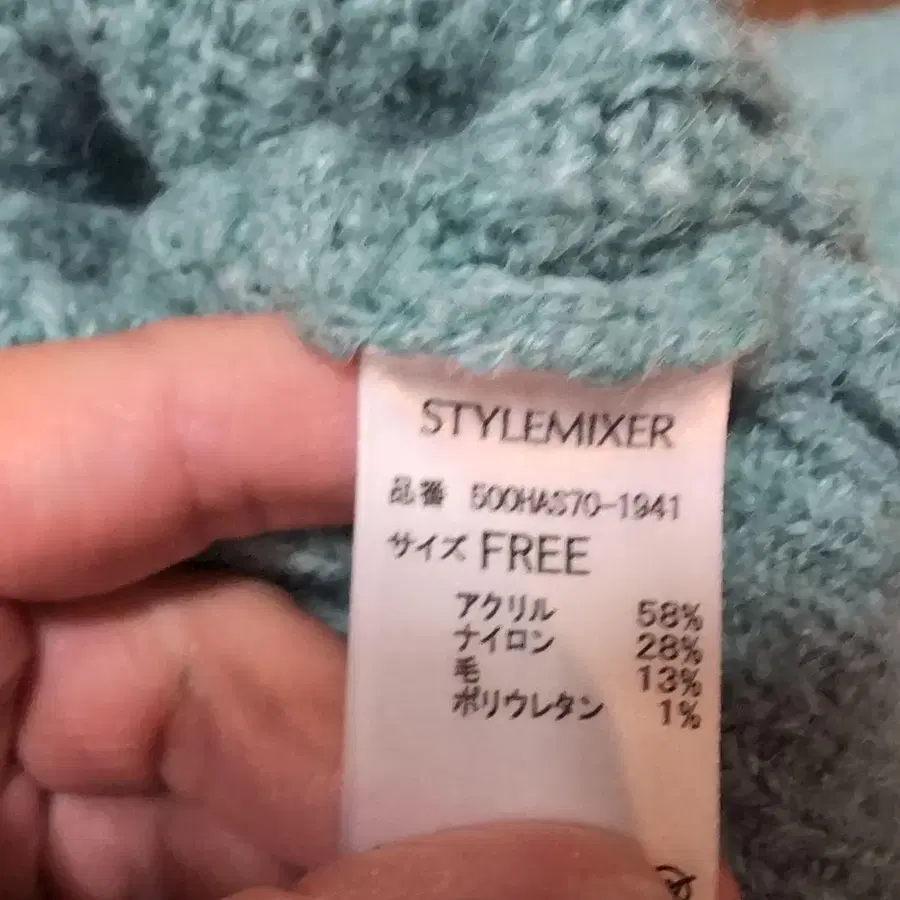 STYLEMIXER
品番 500HAS70-1941
サイズ FREE
アクリル 58%
ナイロン 28%
毛 13%
ポリウレタン 1%